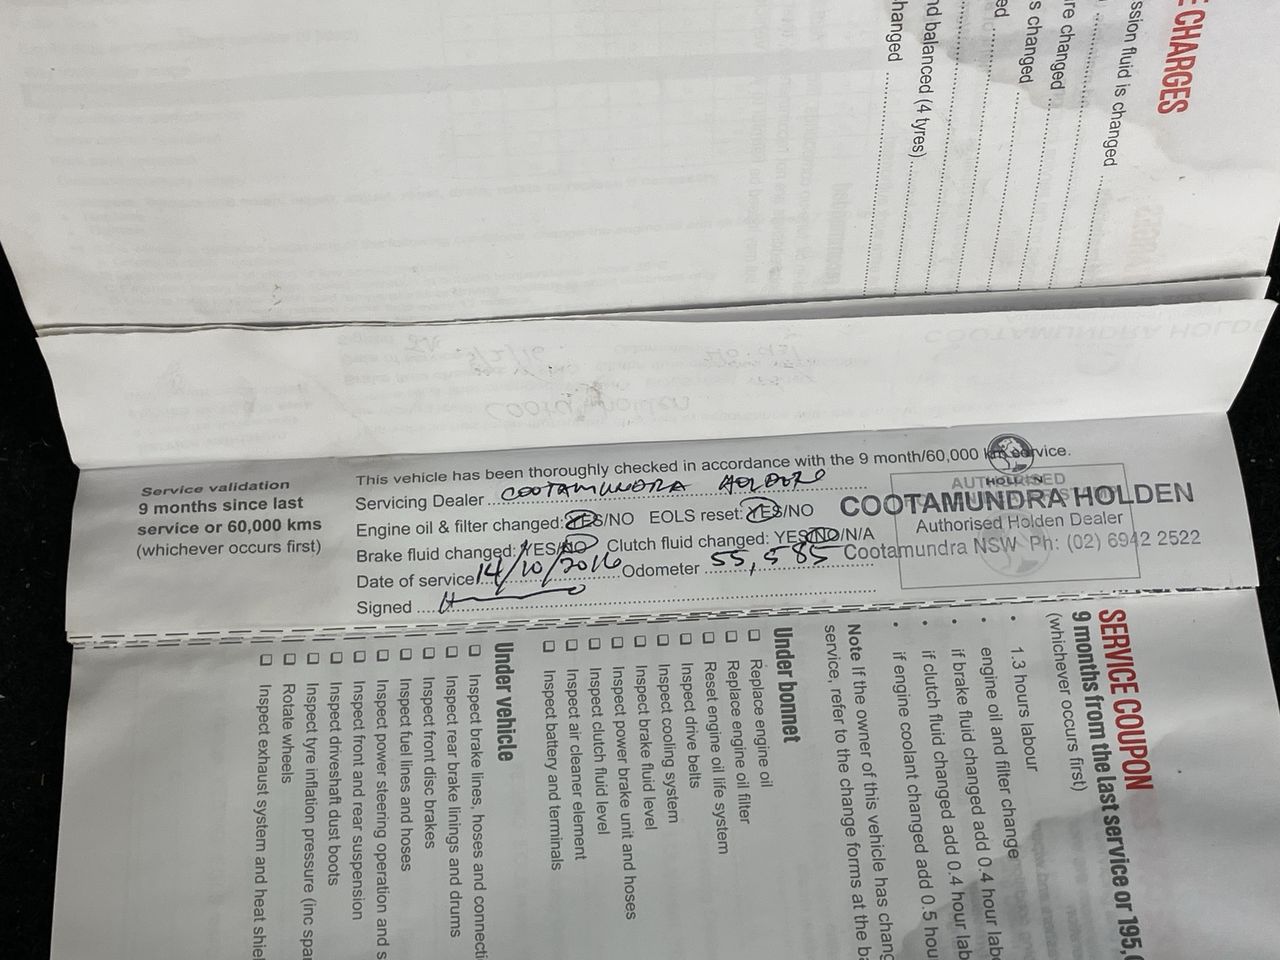 E CHARGES
ssion fluid is changed
re changed
s changed
ed
nd balanced (4 tyres)
hanged
Service validation
9 months since last
service or 60,000 kms
(whichever occurs first)
This vehicle has been thoroughly checked in accordance with the 9 month/60,000 km service.
Servicing Dealer COOTAMUNDRA HOLDEN
Engine oil & filter changed: YES/NO EOLS reset: YES/NO
Brake fluid changed: YES/NO Clutch fluid changed: YES/NO/N/A
Date of service 14/10/2016 Odometer 55,585
Signed
HOLDEN
COOTAMUNDRA HOLDEN
Authorised Holden Dealer
Cootamundra NSW Ph: (02) 6942 2522
SERVICE COUPON
9 months from the last service or 195,
(whichever occurs first)
• 1.3 hours labour
• engine oil and filter change
• if brake fluid changed add 0.4 hour labo
• if clutch fluid changed add 0.4 hour lab
• if engine coolant changed add 0.5 hou
Note If the owner of this vehicle has chang
service, refer to the change forms at the ba
Under bonnet
❑ Replace engine oil
❑ Replace engine oil filter
❑ Reset engine oil life system
❑ Inspect drive belts
❑ Inspect cooling system
❑ Inspect brake fluid level
❑ Inspect power brake unit and hoses
❑ Inspect clutch fluid level
❑ Inspect air cleaner element
❑ Inspect battery and terminals
Under vehicle
❑ Inspect brake lines, hoses and connecti
❑ Inspect rear brake linings and drums
❑ Inspect front disc brakes
❑ Inspect fuel lines and hoses
❑ Inspect power steering operation and s
❑ Inspect front and rear suspension
❑ Inspect driveshaft dust boots
❑ Inspect tyre inflation pressure (inc spar
❑ Rotate wheels
❑ Inspect exhaust system and heat shiel